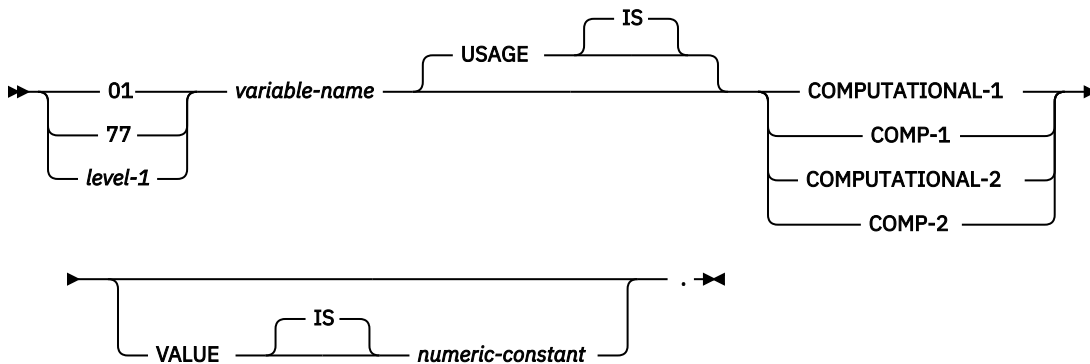 IS
USAGE
01 variable-name COMPUTATIONAL-1
77 COMP-1
level-1 COMPUTATIONAL-2
COMP-2
.
IS
VALUE numeric-constant